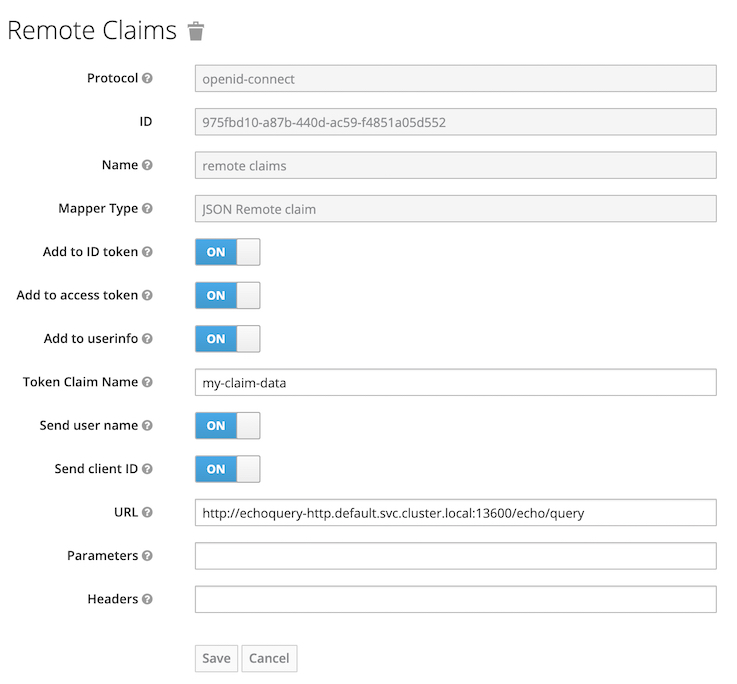 Remote Claims
Protocol
openid-connect
ID
975fbd10-a87b-440d-ac59-f4851a05d552
Name
remote claims
Mapper Type
JSON Remote claim
Add to ID token
ON
Add to access token
ON
Add to userinfo
ON
Token Claim Name
my-claim-data
Send user name
ON
Send client ID
ON
URL
http://echoquery-http.default.svc.cluster.local:13600/echo/query
Parameters
Headers
Save Cancel